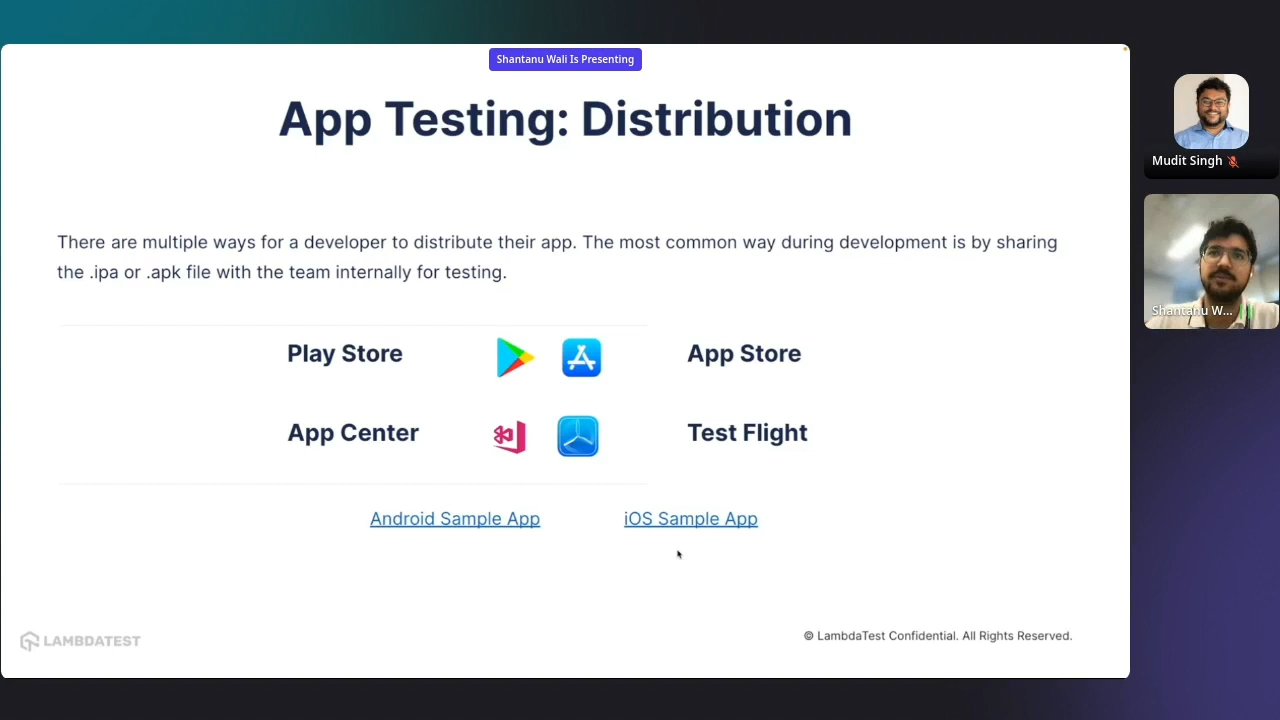 Shantanu Wali Is Presenting
App Testing: Distribution
There are multiple ways for a developer to distribute their app. The most common way during development is by sharing
the .ipa or .apk file with the team internally for testing.
Play Store
App Store
App Center
Test Flight
Android Sample App
iOS Sample App
LAMBDATEST
© LambdaTest Confidential. All Rights Reserved.
Mudit Singh
Shantanu W...